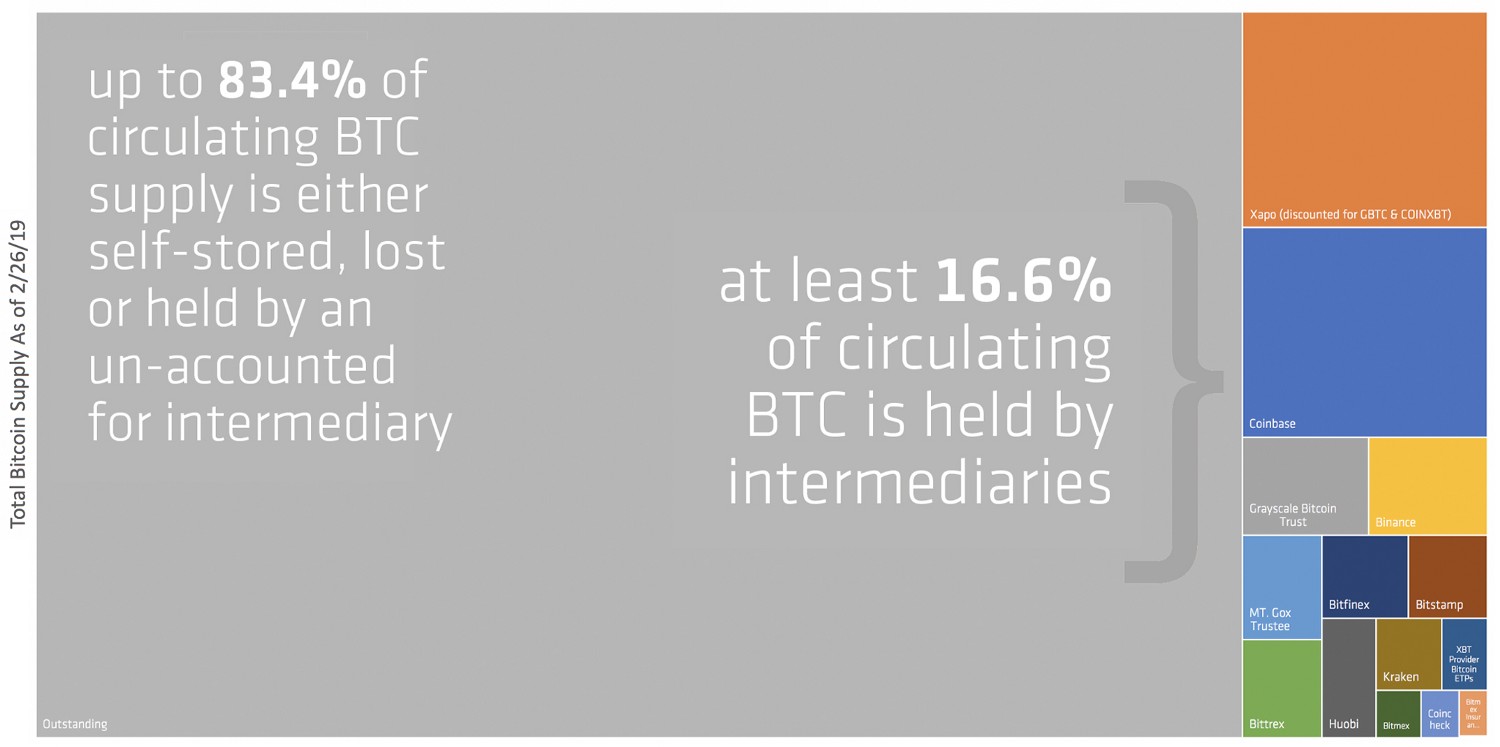 Total Bitcoin Supply As of 2/26/19
up to 83.4% of
circulating BTC
supply is either
self-stored, lost
or held by an
un-accounted
for intermediary
Outstanding
at least 16.6%
of circulating
BTC is held by
intermediaries
Xapo (discounted for GBTC & COINXBT)
Coinbase
Grayscale Bitcoin
Trust
Binance
MT. Gox
Trustee
Bitfinex
Bitstamp
Bittrex
Huobi
Kraken
XBT
Provider
Bitcoin
ETPs
Bitmex
Coinc
heck
Bitm
ex
Insur
an...